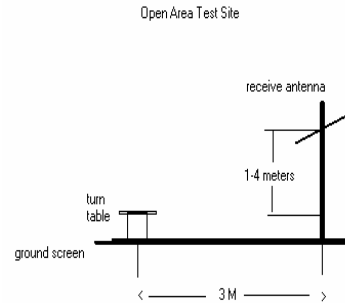 Open Area Test Site
receive antenna
1-4 meters
turn
table
ground screen
3 M